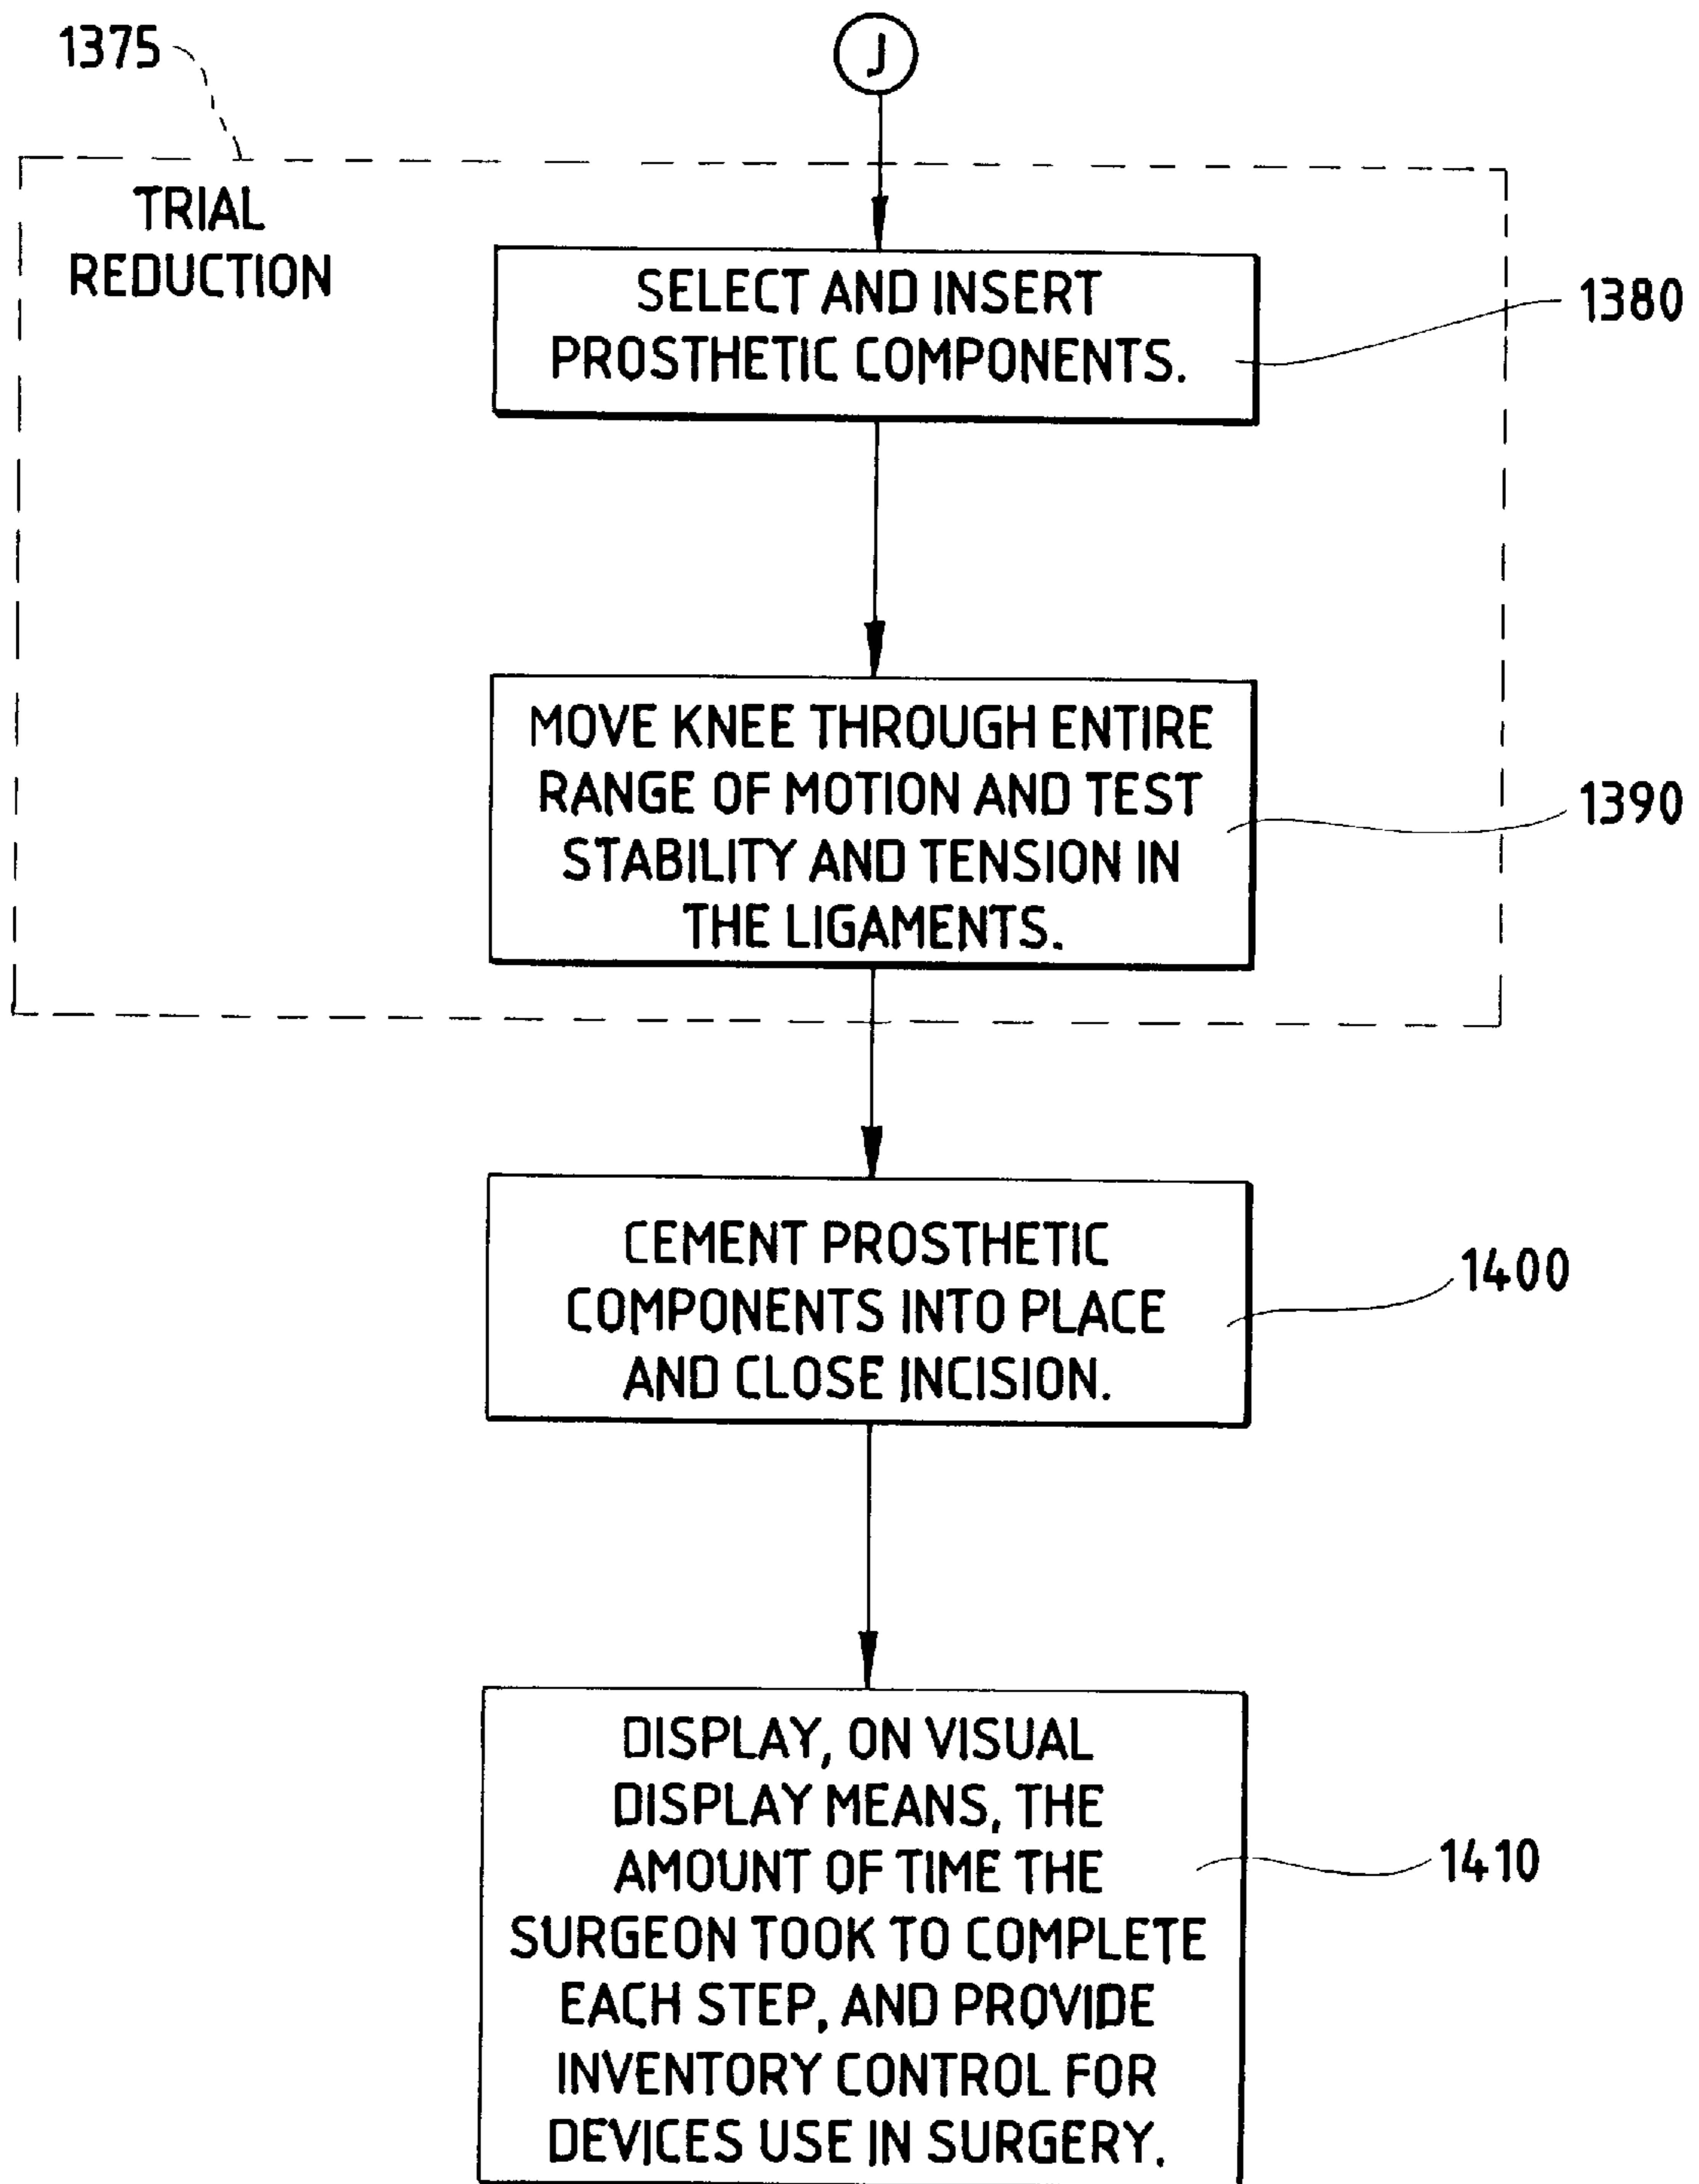 J
1375
TRIAL
REDUCTION
SELECT AND INSERT
PROSTHETIC COMPONENTS.
1380
MOVE KNEE THROUGH ENTIRE
RANGE OF MOTION AND TEST
STABILITY AND TENSION IN
THE LIGAMENTS.
1390
CEMENT PROSTHETIC
COMPONENTS INTO PLACE
AND CLOSE INCISION.
1400
DISPLAY, ON VISUAL
DISPLAY MEANS, THE
AMOUNT OF TIME THE
SURGEON TOOK TO COMPLETE
EACH STEP, AND PROVIDE
INVENTORY CONTROL FOR
DEVICES USE IN SURGERY.
1410